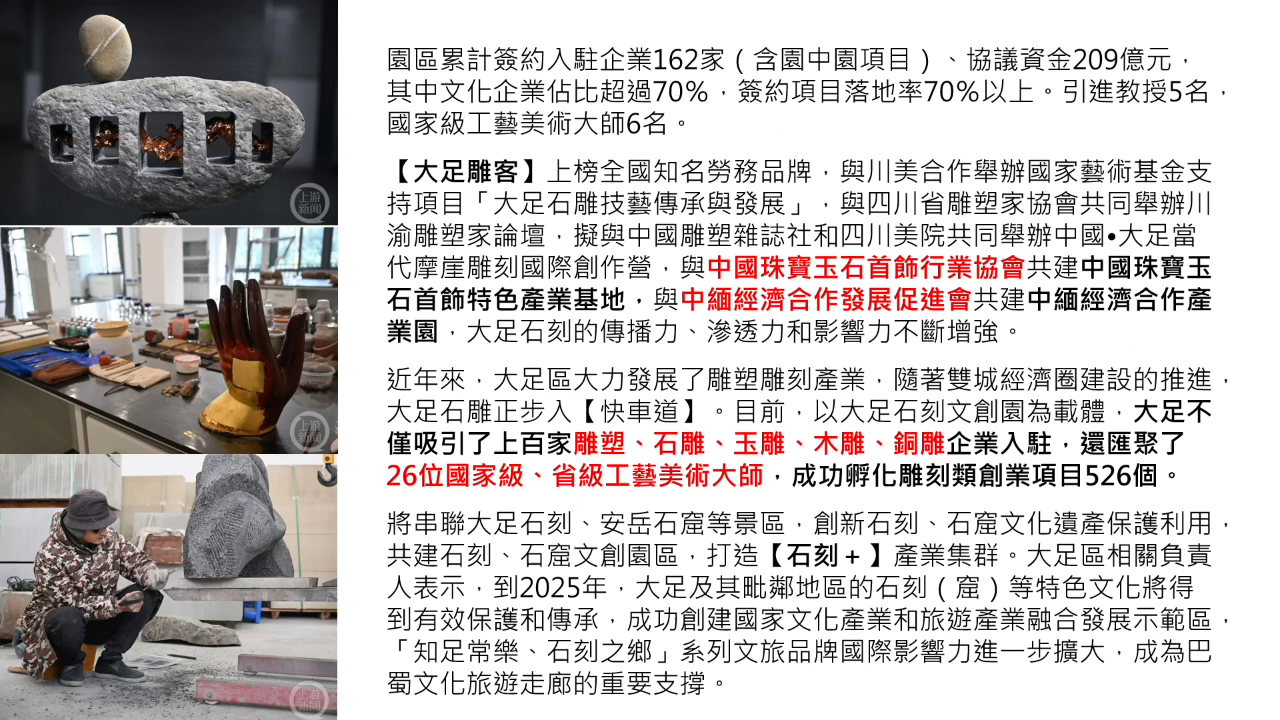 園區累計簽約入駐企業162家（含園中園項目）、協議資金209億元，
其中文化企業佔比超過70%，簽約項目落地率70%以上。引進教授5名，
國家級工藝美術大師6名。
【大足雕客】上榜全國知名勞務品牌，與川美合作舉辦國家藝術基金支
持項目「大足石雕技藝傳承與發展」，與四川省雕塑家協會共同舉辦川
渝雕塑家論壇，擬與中國雕塑雜誌社和四川美院共同舉辦中國•大足當
代摩崖雕刻國際創作營，與中國珠寶玉石首飾行業協會共建中國珠寶玉
石首飾特色產業基地，與中緬經濟合作發展促進會共建中緬經濟合作產
業園，大足石刻的傳播力、滲透力和影響力不斷增強。
近年來，大足區大力發展了雕塑雕刻產業，隨著雙城經濟圈建設的推進，
大足石雕正步入【快車道】。目前，以大足石刻文創園為載體，大足不
僅吸引了上百家雕塑、石雕、玉雕、木雕、銅雕企業入駐，還匯聚了
26位國家級、省級工藝美術大師，成功孵化雕刻類創業項目526個。
將串聯大足石刻、安岳石窟等景區，創新石刻、石窟文化遺產保護利用，
共建石刻、石窟文創園區，打造【石刻＋】產業集群。大足區相關負責
人表示，到2025年，大足及其毗鄰地區的石刻（窟）等特色文化將得
到有效保護和傳承，成功創建國家文化產業和旅遊產業融合發展示範區，
「知足常樂、石刻之鄉」系列文旅品牌國際影響力進一步擴大，成為巴
蜀文化旅遊走廊的重要支撐。
上游
新闻
上游
新闻
上游
新闻